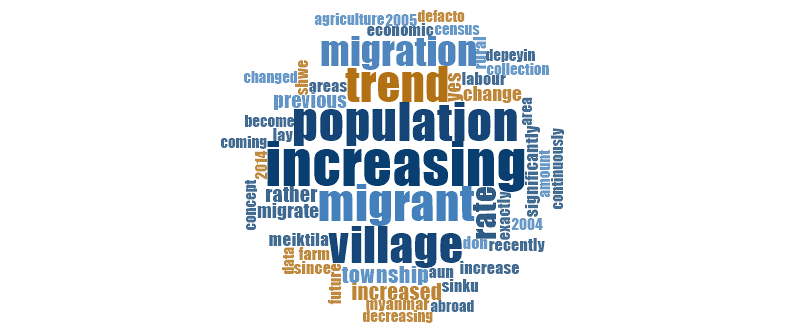 agriculture 2005 defacto
economic census
migration rural depeyin
collection
changed shwe trend yes labour
areas
previous change
become population area
coming lay
2014 increasing significantly amount continuously
rather migrant rate exactly
concept migrate 2004
meiktila village don recently
data farm
since township aun increase
future increased sinku
myanmar abroad
decreasing